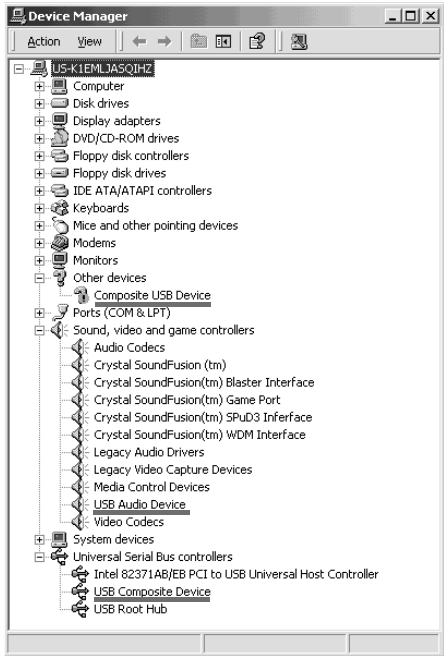 Device Manager
Action View
US-K1EMLJASQIHZ
Computer
Disk drives
Display adapters
DVD/CD-ROM drives
Floppy disk controllers
Floppy disk drives
IDE ATA/ATAPI controllers
Keyboards
Mice and other pointing devices
Modems
Monitors
Other devices
Composite USB Device
Ports (COM & LPT)
Sound, video and game controllers
Audio Codecs
Crystal SoundFusion (tm)
Crystal SoundFusion(tm) Blaster Interface
Crystal SoundFusion(tm) Game Port
Crystal SoundFusion(tm) SPuD3 Inferface
Crystal SoundFusion(tm) WDM Interface
Legacy Audio Drivers
Legacy Video Capture Devices
Media Control Devices
USB Audio Device
Video Codecs
System devices
Universal Serial Bus controllers
Intel 82371AB/EB PCI to USB Universal Host Controller
USB Composite Device
USB Root Hub